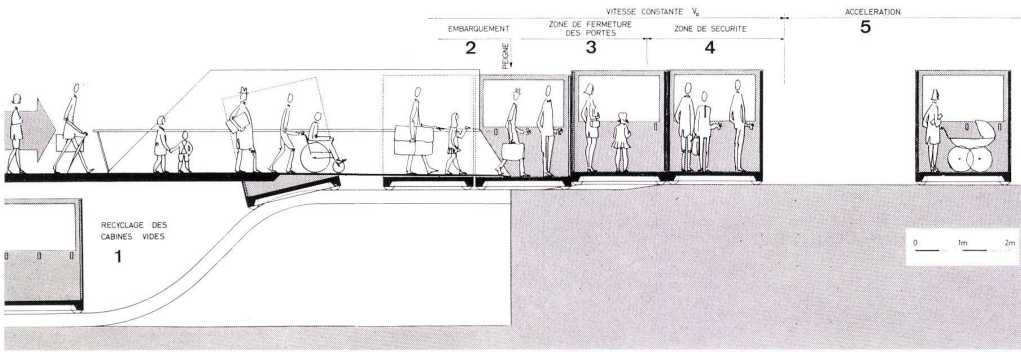 VITESSE CONSTANTE Vo
ACCELERATION
5
EMBARQUEMENT
2
ZONE DE FERMETURE
DES PORTES
3
ZONE DE SECURITE
4
PEIGNE
RECYCLAGE DES
CABINES VIDES
1
0 1m 2m